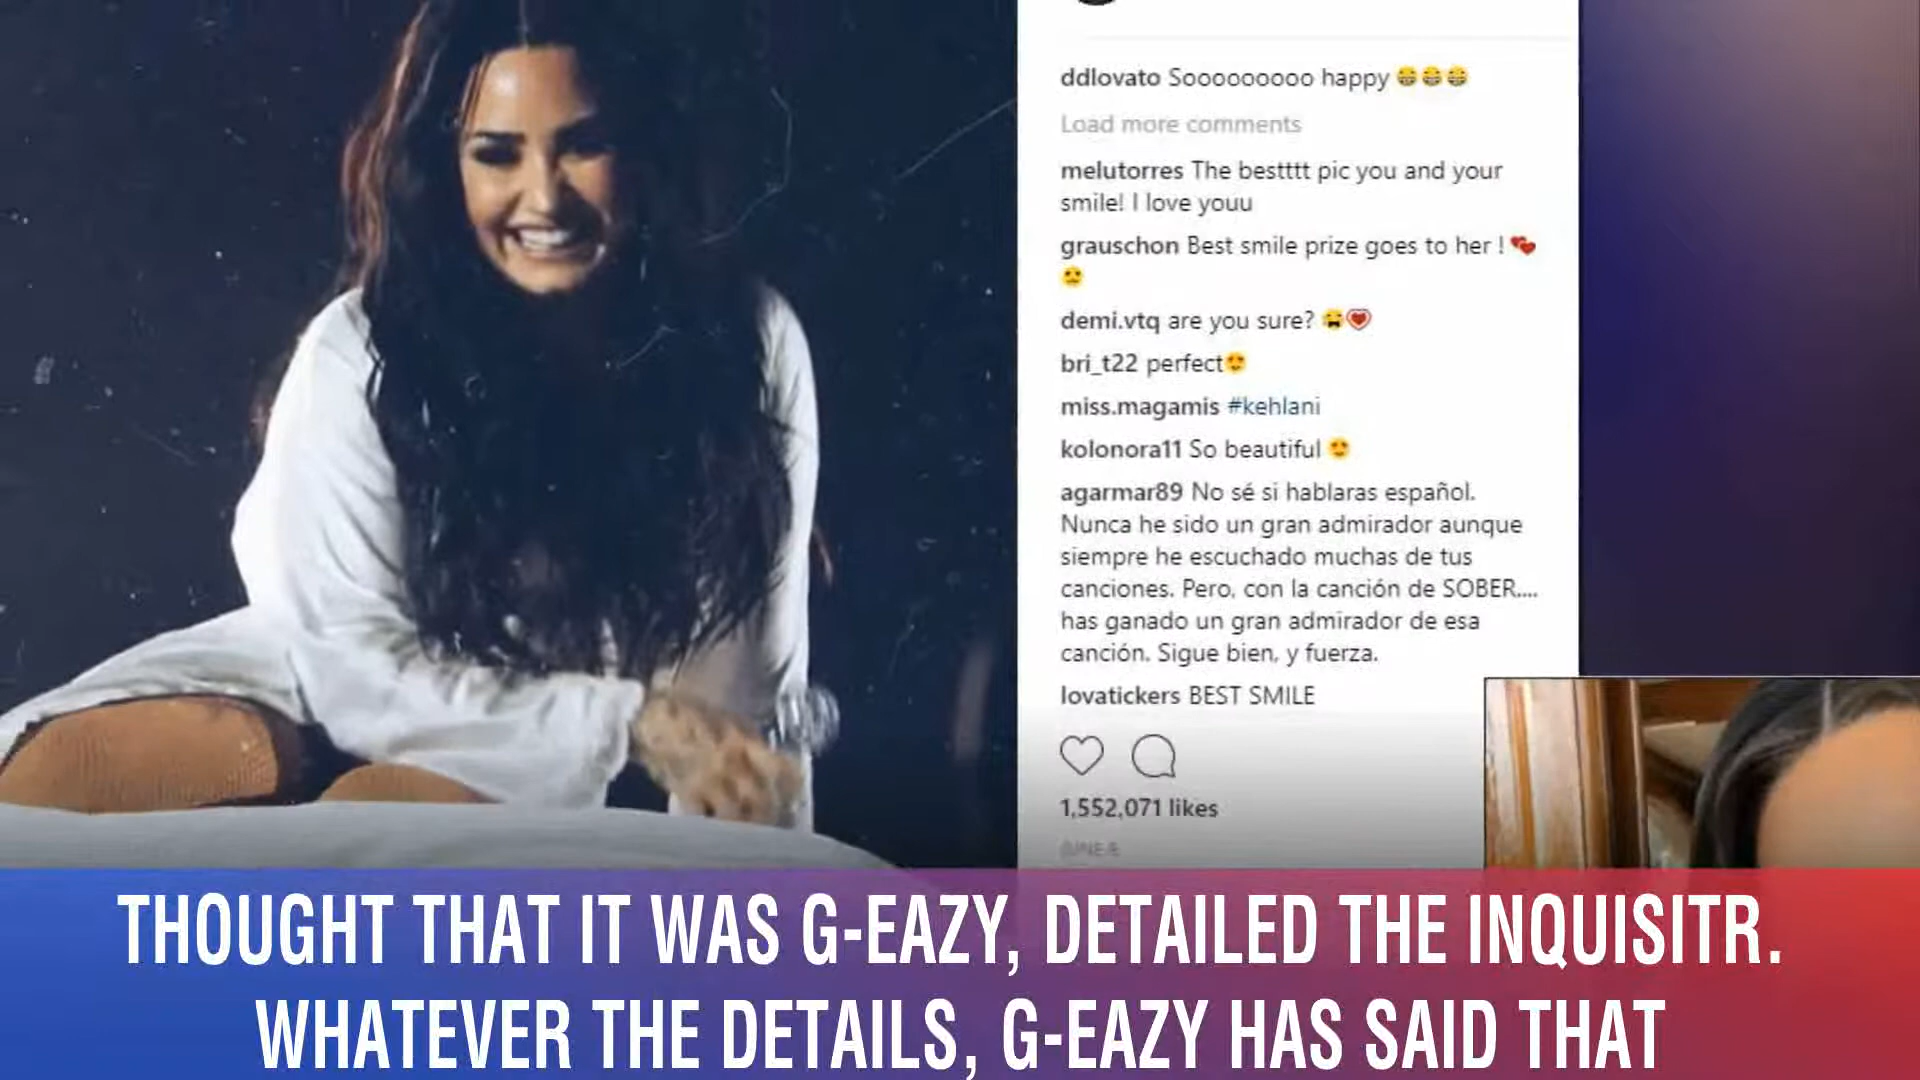 ddlovato Sooooooooo happy 😁😁😁
Load more comments
melutorres The bestttt pic you and your
smile! I love youu
grauschon Best smile prize goes to her ! 💕
😍
demi.vtq are you sure? 😭💓
bri_t22 perfect😍
miss.magamis #kehlani
kolonora11 So beautiful 😍
agarmar89 No sé si hablaras español.
Nunca he sido un gran admirador aunque
siempre he escuchado muchas de tus
canciones. Pero, con la canción de SOBER....
has ganado un gran admirador de esa
canción. Sigue bien, y fuerza.
lovatickers BEST SMILE
1,552,071 likes
THOUGHT THAT IT WAS G-EAZY, DETAILED THE INQUISITR.
WHATEVER THE DETAILS, G-EAZY HAS SAID THAT